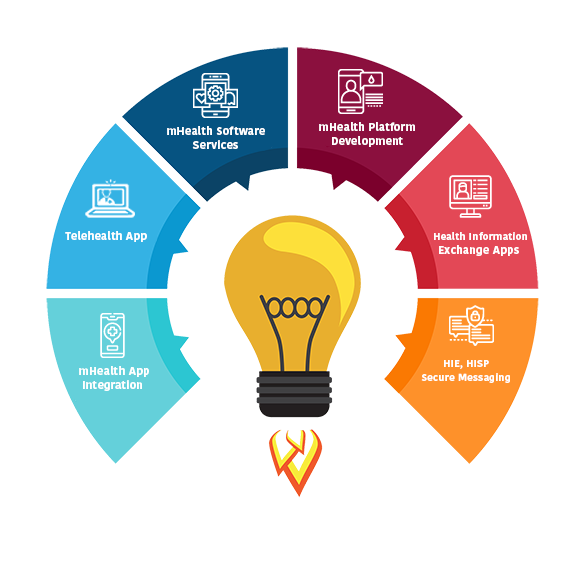 mHealth Software
Services
mHealth Platform
Development
Telehealth App
Health Information
Exchange Apps
mHealth App
Integration
HIE, HISP
Secure Messaging